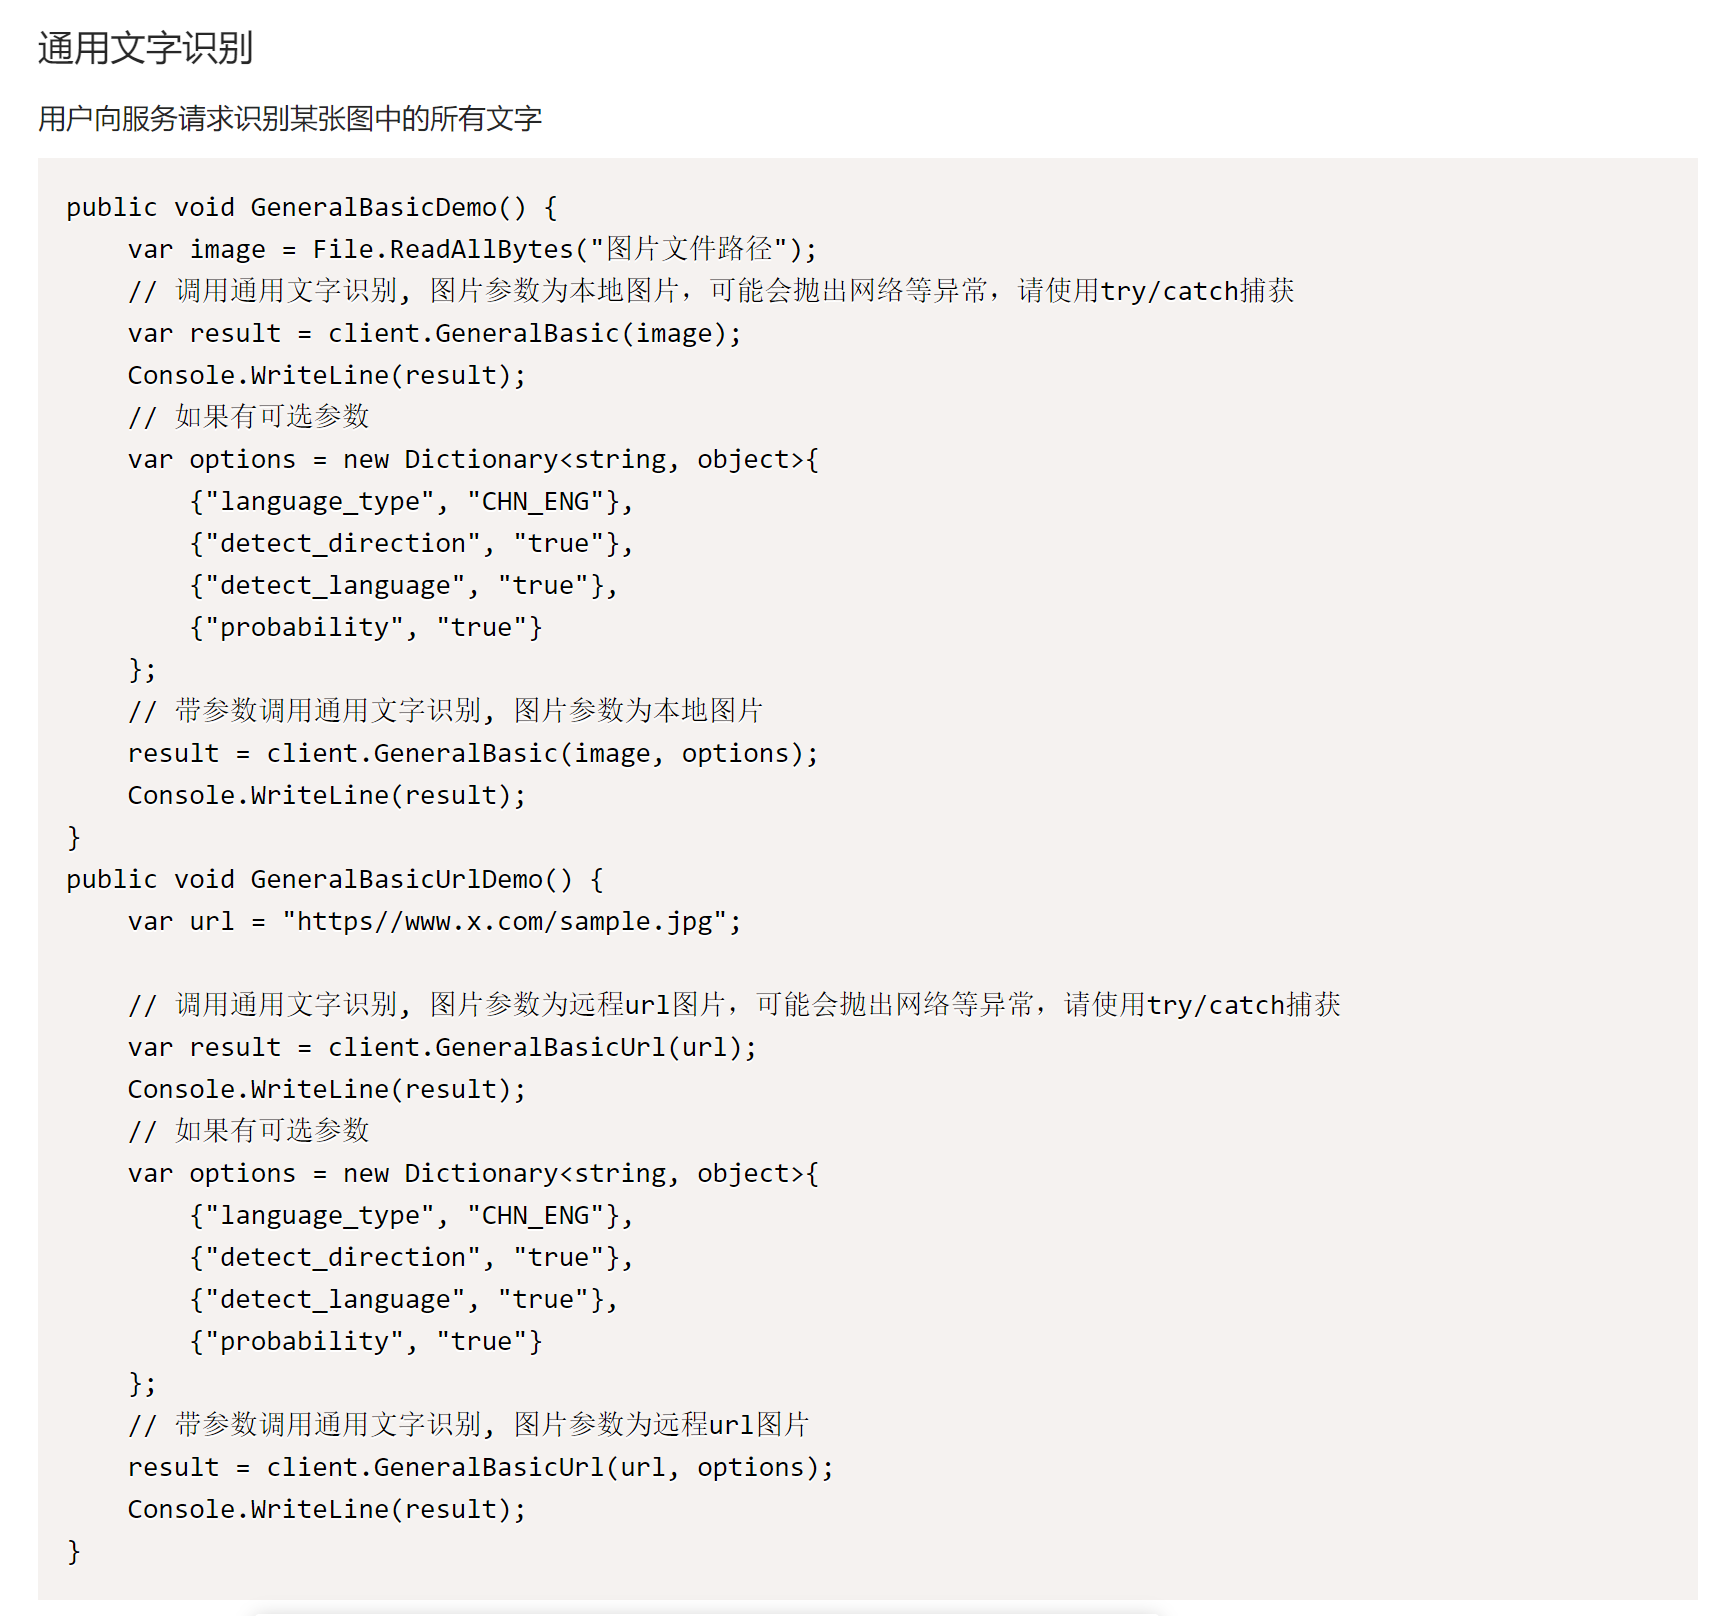 通用文字识别
用户向服务请求识别某张图中的所有文字
public void GeneralBasicDemo() {
    var image = File.ReadAllBytes("图片文件路径");
    // 调用通用文字识别, 图片参数为本地图片，可能会抛出网络等异常，请使用try/catch捕获
    var result = client.GeneralBasic(image);
    Console.WriteLine(result);
    // 如果有可选参数
    var options = new Dictionary<string, object>{
        {"language_type", "CHN_ENG"},
        {"detect_direction", "true"},
        {"detect_language", "true"},
        {"probability", "true"}
    };
    // 带参数调用通用文字识别, 图片参数为本地图片
    result = client.GeneralBasic(image, options);
    Console.WriteLine(result);
}
public void GeneralBasicUrlDemo() {
    var url = "https//www.x.com/sample.jpg";

    // 调用通用文字识别, 图片参数为远程url图片，可能会抛出网络等异常，请使用try/catch捕获
    var result = client.GeneralBasicUrl(url);
    Console.WriteLine(result);
    // 如果有可选参数
    var options = new Dictionary<string, object>{
        {"language_type", "CHN_ENG"},
        {"detect_direction", "true"},
        {"detect_language", "true"},
        {"probability", "true"}
    };
    // 带参数调用通用文字识别, 图片参数为远程url图片
    result = client.GeneralBasicUrl(url, options);
    Console.WriteLine(result);
}